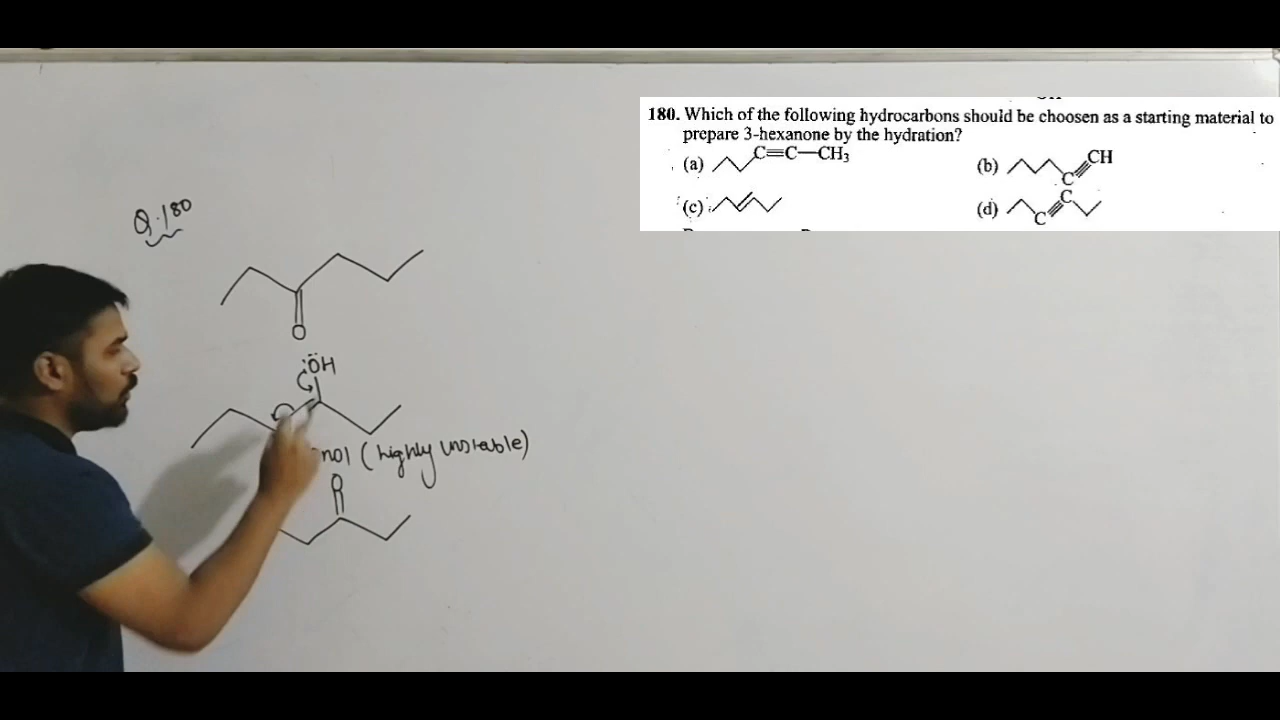 180. Which of the following hydrocarbons should be choosen as a starting material to
prepare 3-hexanone by the hydration?
(a) C≡C—CH₃
(b) C≡CH
(c)
(d) C≡C
Q.180
O
:ÖH
nol (highly unstable)
O